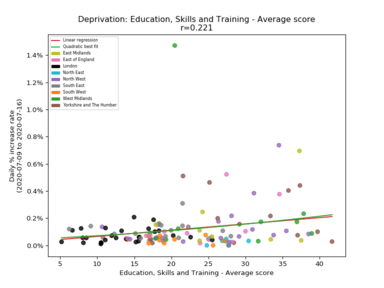 Deprivation: Education, Skills and Training - Average score
r=0.221
Daily % increase rate
(2020-07-09 to 2020-07-16)
1.4%
1.2%
1.0%
0.8%
0.6%
0.4%
0.2%
0.0%
Linear regression
Quadratic best fit
East Midlands
East of England
London
North East
North West
South East
South West
West Midlands
Yorkshire and The Humber
5 10 15 20 25 30 35 40
Education, Skills and Training - Average score